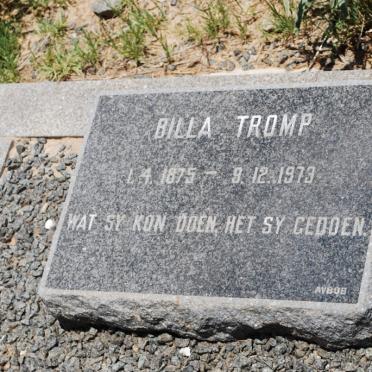 BILLA TROMP
1.4.1875 – 9.12.1973
WAT SY KON DOEN, HET SY GEDOEN.
AVBOB